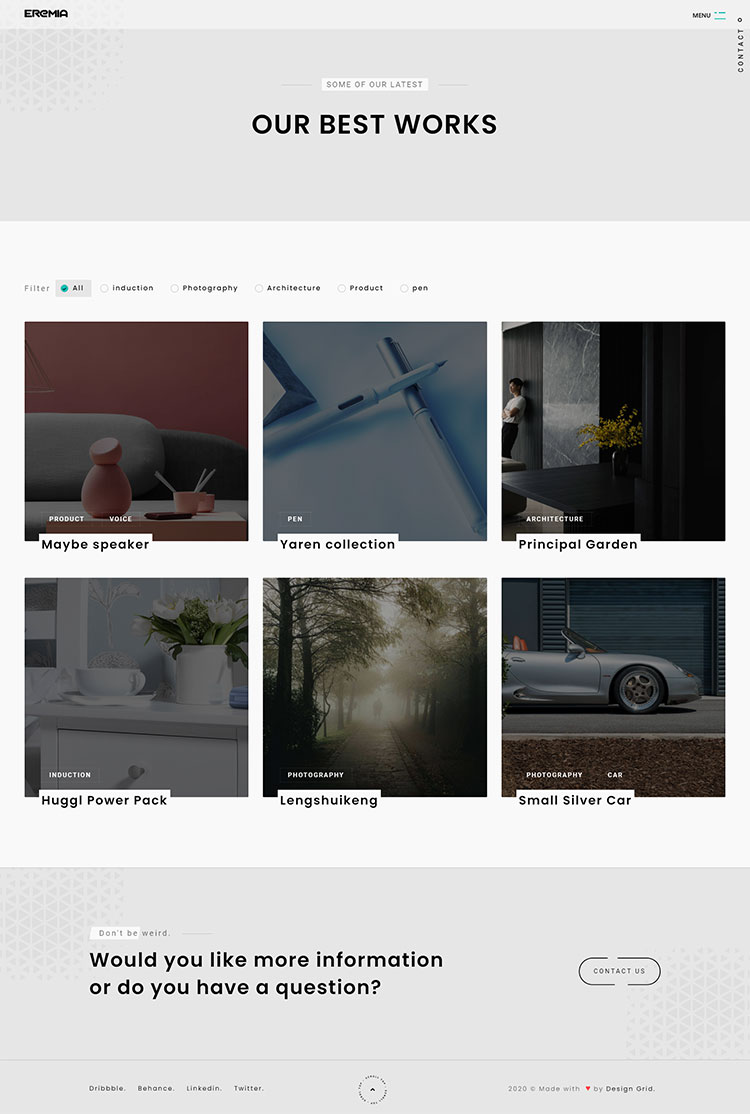 EREMIA
MENU
CONTACT
SOME OF OUR LATEST
OUR BEST WORKS
Filter All induction Photography Architecture Product pen
PRODUCT VOICE
Maybe speaker
PEN
Yaren collection
ARCHITECTURE
Principal Garden
INDUCTION
Huggl Power Pack
PHOTOGRAPHY
Lengshuikeng
PHOTOGRAPHY CAR
Small Silver Car
Don't be weird.
Would you like more information
or do you have a question?
CONTACT US
Dribbble. Behance. Linkedin. Twitter.
2020 © Made with ♥ by Design Grid.